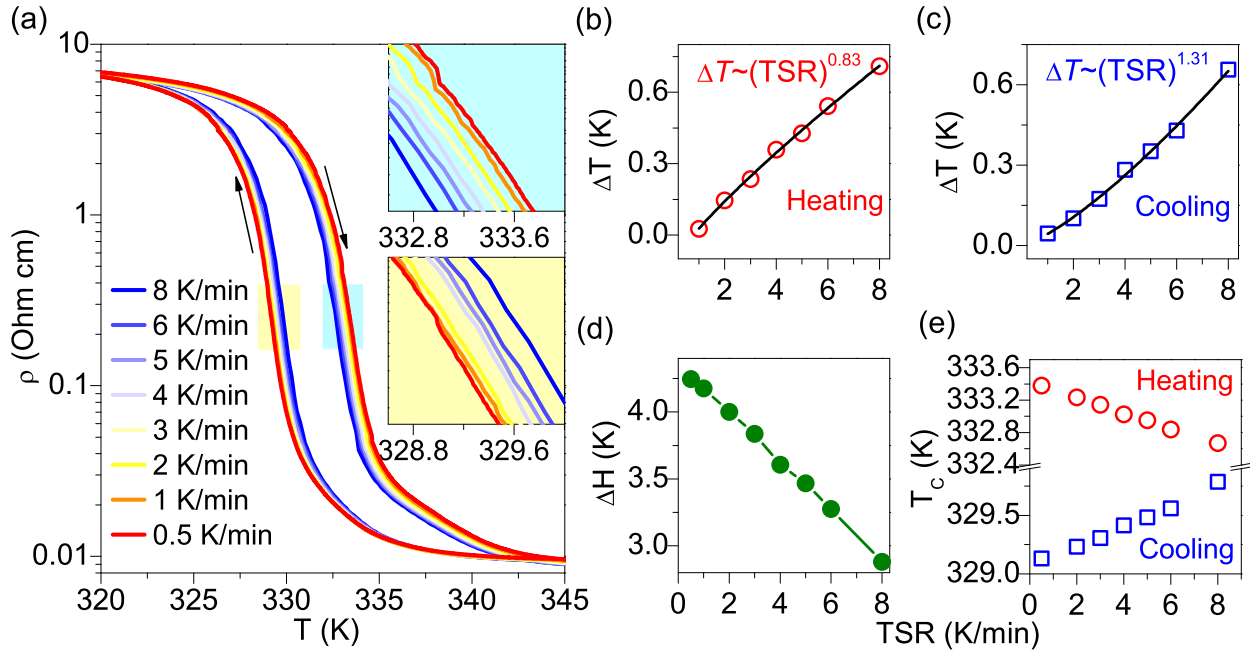 (a)
10
1
0.1
0.01
ρ (Ohm cm)
320
325
330
335
340
345
T (K)
8 K/min
6 K/min
5 K/min
4 K/min
3 K/min
2 K/min
1 K/min
0.5 K/min
332.8
333.6
328.8
329.6
(b)
ΔT~(TSR)^0.83
Heating
ΔT (K)
0.6
0.3
0.0
2
4
6
8
(c)
ΔT~(TSR)^1.31
Cooling
ΔT (K)
0.6
0.3
0.0
2
4
6
8
(d)
ΔH (K)
4.0
3.5
3.0
0
2
4
6
8
(e)
Heating
Cooling
T_C (K)
333.6
333.2
332.8
332.4
329.5
329.0
0
2
4
6
8
TSR (K/min)